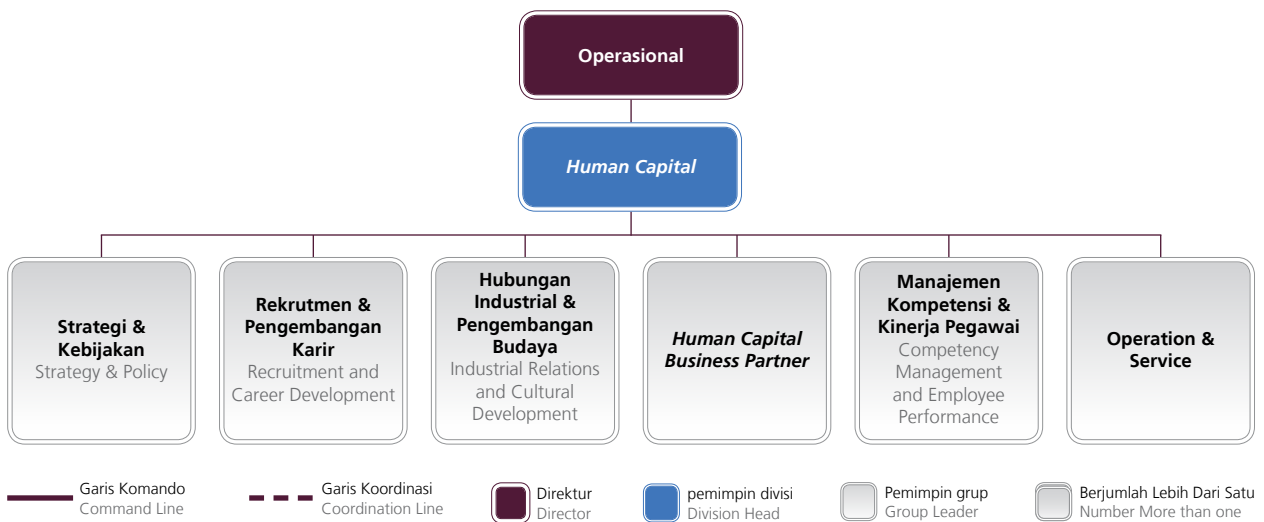 Operasional
Human Capital
Strategi &
Kebijakan
Strategy & Policy
Rekrutmen &
Pengembangan
Karir
Recruitment and
Career Development
Hubungan
Industrial &
Pengembangan
Budaya
Industrial Relations
and Cultural
Development
Human Capital
Business Partner
Manajemen
Kompetensi &
Kinerja Pegawai
Competency
Management
and Employee
Performance
Operation &
Service
Garis Komando
Command Line
Garis Koordinasi
Coordination Line
Direktur
Director
pemimpin divisi
Division Head
Pemimpin grup
Group Leader
Berjumlah Lebih Dari Satu
Number More than one